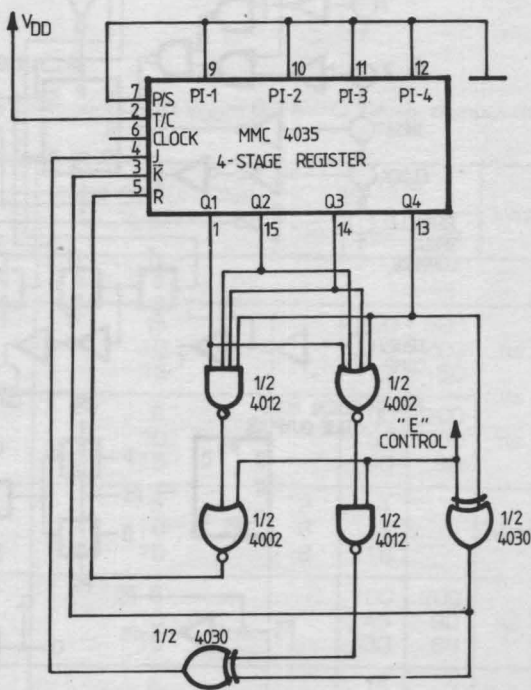 VDD
9 10 11 12
7 P/S PI-1 PI-2 PI-3 PI-4
2 T/C
6 CLOCK MMC 4035
4 J 4-STAGE REGISTER
3 K̅
5 R
Q1 Q2 Q3 Q4
1 15 14 13
1/2 4012
1/2 4002
"E" CONTROL
1/2 4002
1/2 4012
1/2 4030
1/2 4030